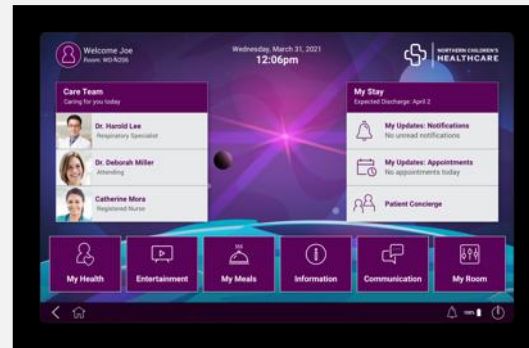 Welcome Joe
Room: WO-N206
Wednesday, March 31, 2021
12:06pm
NORTHERN CHILDREN'S
HEALTHCARE
Care Team
Caring for you today
Dr. Harold Lee
Respiratory Specialist
Dr. Deborah Miller
Attending
Catherine Mora
Registered Nurse
My Stay
Expected Discharge: April 2
My Updates: Notifications
No unread notifications
My Updates: Appointments
No appointments today
Patient Concierge
My Health
Entertainment
My Meals
Information
Communication
My Room
100%